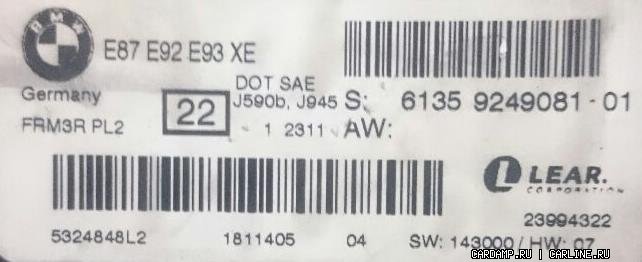 BMW
E87 E92 E93 XE
DOT SAE
Germany
22
J590b, J945
S: 6135 9249081-01
FRM3R PL2
1 2311
AW:
LEAR.
CORPORATION
23994322
5324848L2
1811405
04
SW: 143000 / HW: 07
CARDAMP.RU | CARLINE.RU